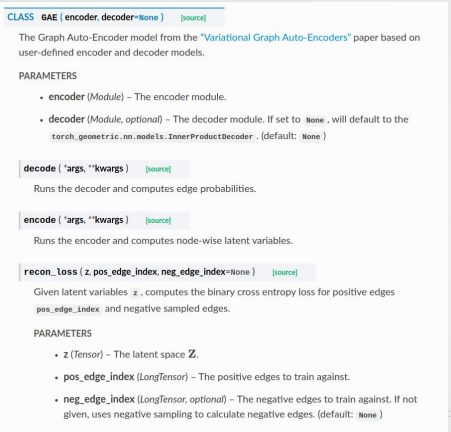 CLASS GAE ( encoder, decoder=None ) [source]
The Graph Auto-Encoder model from the "Variational Graph Auto-Encoders" paper based on
user-defined encoder and decoder models.
PARAMETERS
• encoder (Module) – The encoder module.
• decoder (Module, optional) – The decoder module. If set to None, will default to the
torch_geometric.nn.models.InnerProductDecoder. (default: None)
decode ( *args, **kwargs ) [source]
Runs the decoder and computes edge probabilities.
encode ( *args, **kwargs ) [source]
Runs the encoder and computes node-wise latent variables.
recon_loss ( z, pos_edge_index, neg_edge_index=None ) [source]
Given latent variables z, computes the binary cross entropy loss for positive edges
pos_edge_index and negative sampled edges.
PARAMETERS
• z (Tensor) – The latent space Z.
• pos_edge_index (LongTensor) – The positive edges to train against.
• neg_edge_index (LongTensor, optional) – The negative edges to train against. If not
given, uses negative sampling to calculate negative edges. (default: None)